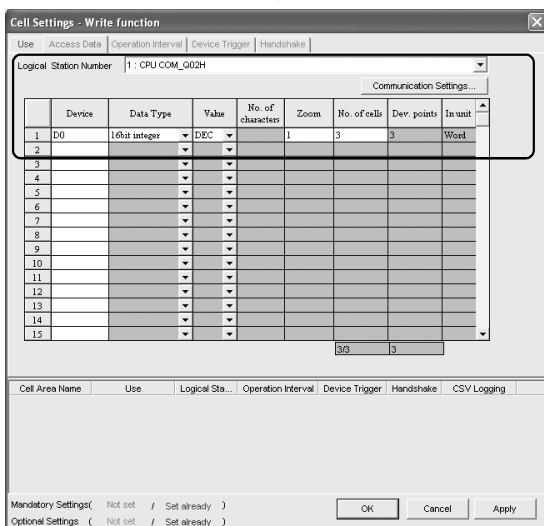 Cell Settings - Write function
Use Access Data Operation Interval Device Trigger Handshake
Logical Station Number 1 : CPU COM_Q02H
Communication Settings...
Device Data Type Value No. of characters Zoom No. of cells Dev. points In unit
1 D0 16bit integer DEC 1 3 3 Word
2
3
4
5
6
7
8
9
10
11
12
13
14
15
3/3 3
Cell Area Name Use Logical Sta... Operation Interval Device Trigger Handshake CSV Logging
Mandatory Settings( Not set / Set already )
Optional Settings ( Not set / Set already )
OK Cancel Apply